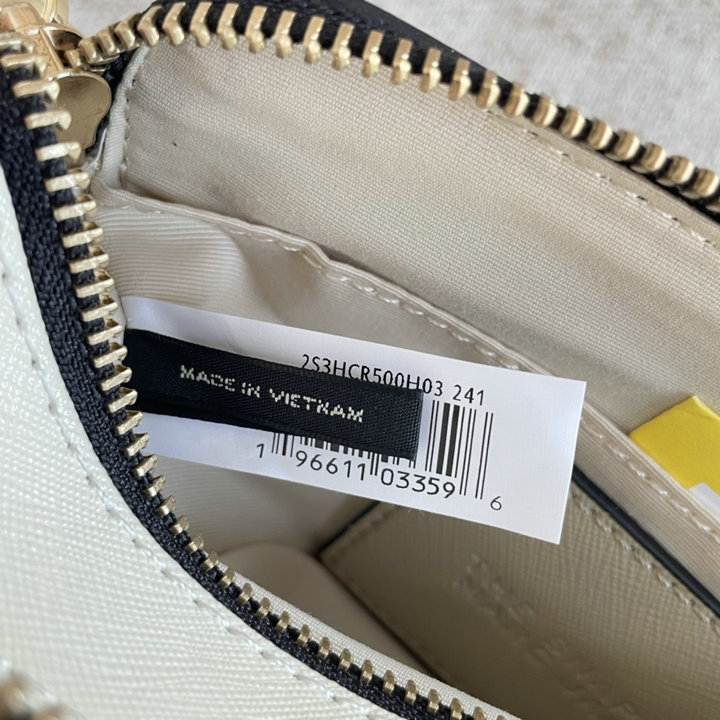 2S3HCR500H03 241
MADE IN VIETNAM
1 96611 03359 6